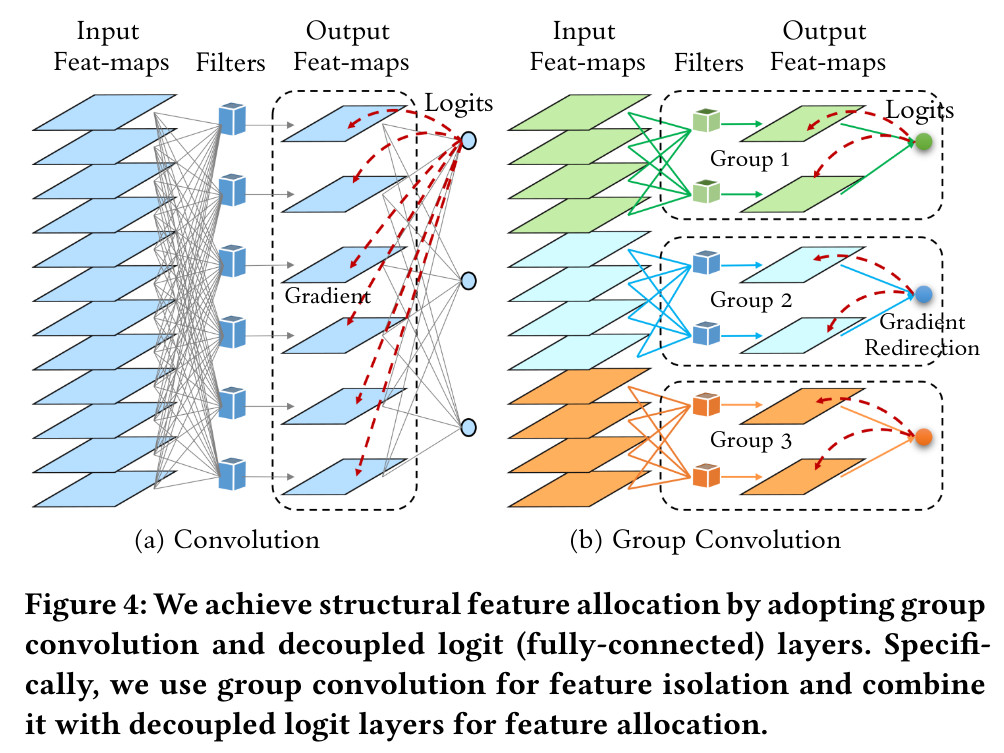 Input
Feat-maps
Filters
Output
Feat-maps
Logits
Gradient
(a) Convolution
Input
Feat-maps
Filters
Output
Feat-maps
Logits
Group 1
Group 2
Gradient
Redirection
Group 3
(b) Group Convolution
Figure 4: We achieve structural feature allocation by adopting group
convolution and decoupled logit (fully-connected) layers. Specifi-
cally, we use group convolution for feature isolation and combine
it with decoupled logit layers for feature allocation.